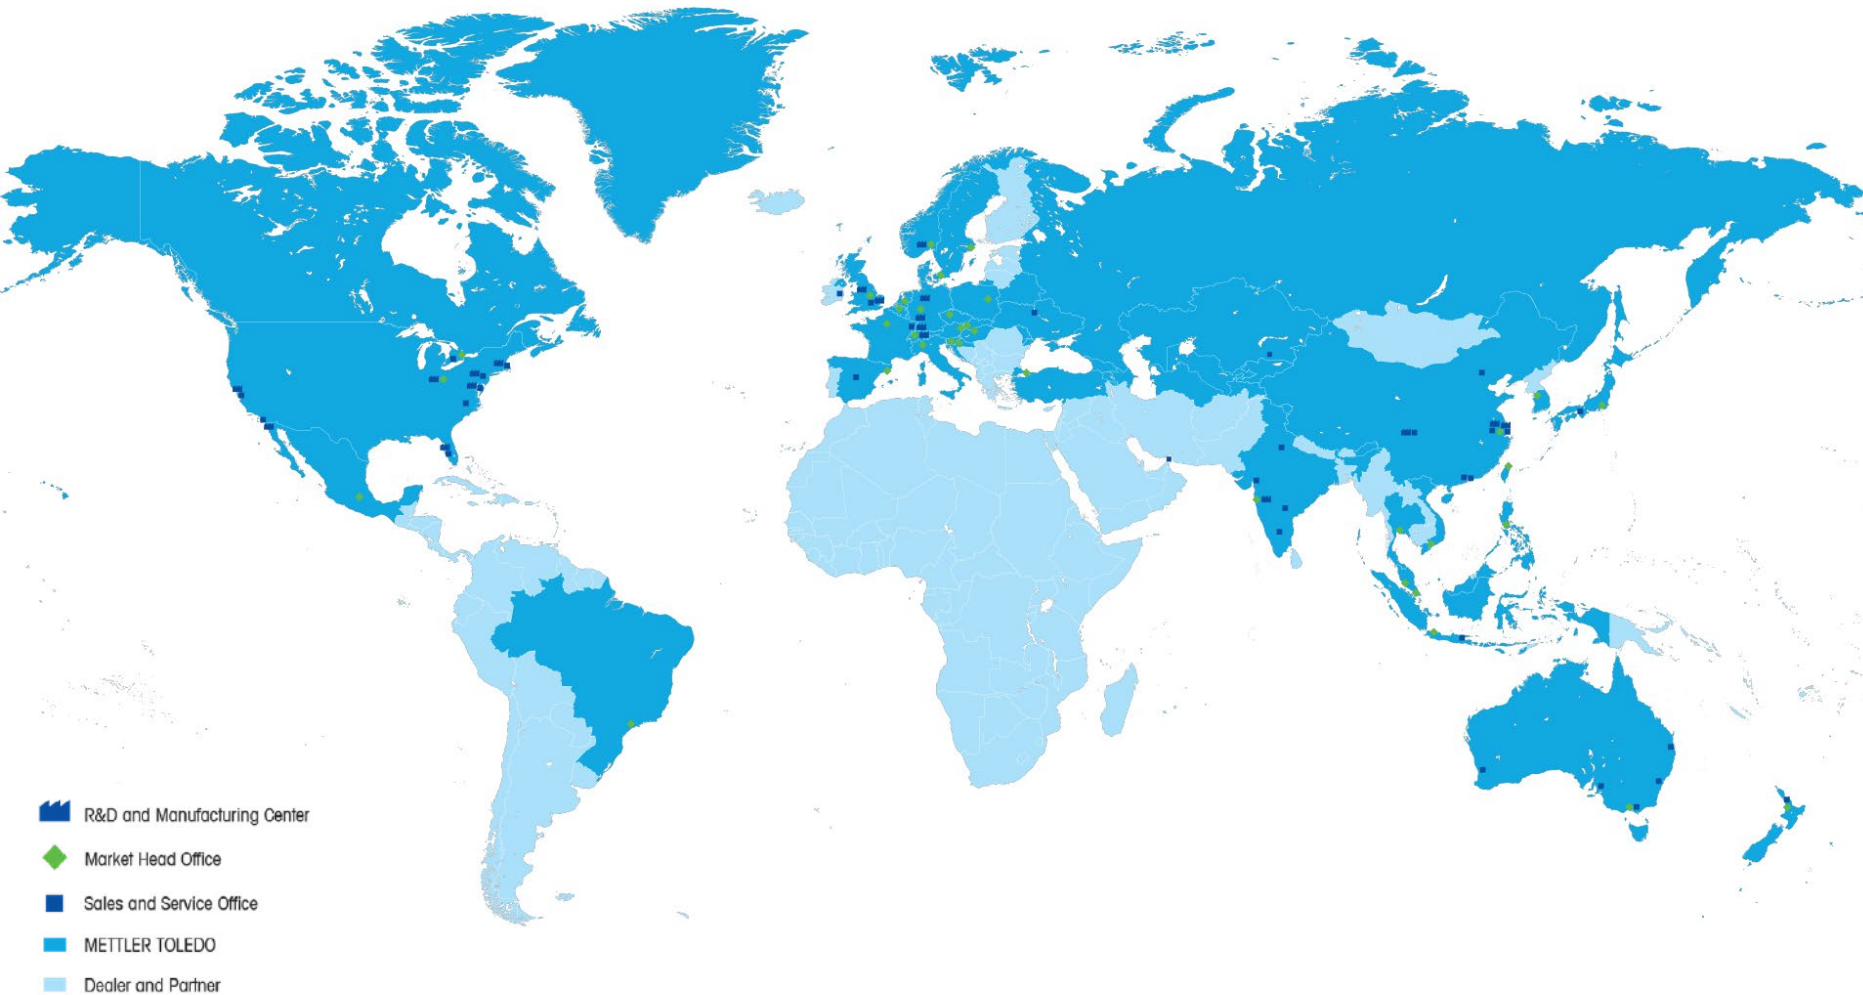 R&D and Manufacturing Center
Market Head Office
Sales and Service Office
METTLER TOLEDO
Dealer and Partner